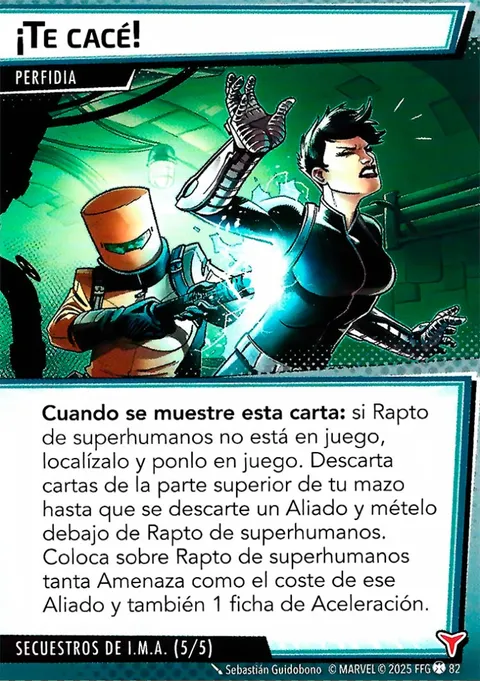 ¡Te cacé!
PERFIDIA
Cuando se muestre esta carta: si Rapto
de superhumanos no está en juego,
localízalo y ponlo en juego. Descarta
cartas de la parte superior de tu mazo
hasta que se descarte un Aliado y mételo
debajo de Rapto de superhumanos.
Coloca sobre Rapto de superhumanos
tanta Amenaza como el coste de ese
Aliado y también 1 ficha de Aceleración.
SECUESTROS DE I.M.A. (5/5)
Sebastián Guidobono © MARVEL © 2025 FFG 82